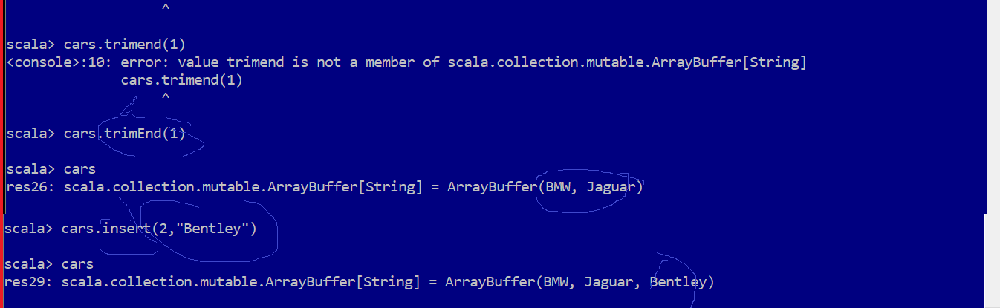 ^
scala> cars.trimend(1)
<console>:10: error: value trimend is not a member of scala.collection.mutable.ArrayBuffer[String]
cars.trimend(1)
^
scala> cars.trimEnd(1)
scala> cars
res26: scala.collection.mutable.ArrayBuffer[String] = ArrayBuffer(BMW, Jaguar)
scala> cars.insert(2,"Bentley")
scala> cars
res29: scala.collection.mutable.ArrayBuffer[String] = ArrayBuffer(BMW, Jaguar, Bentley)